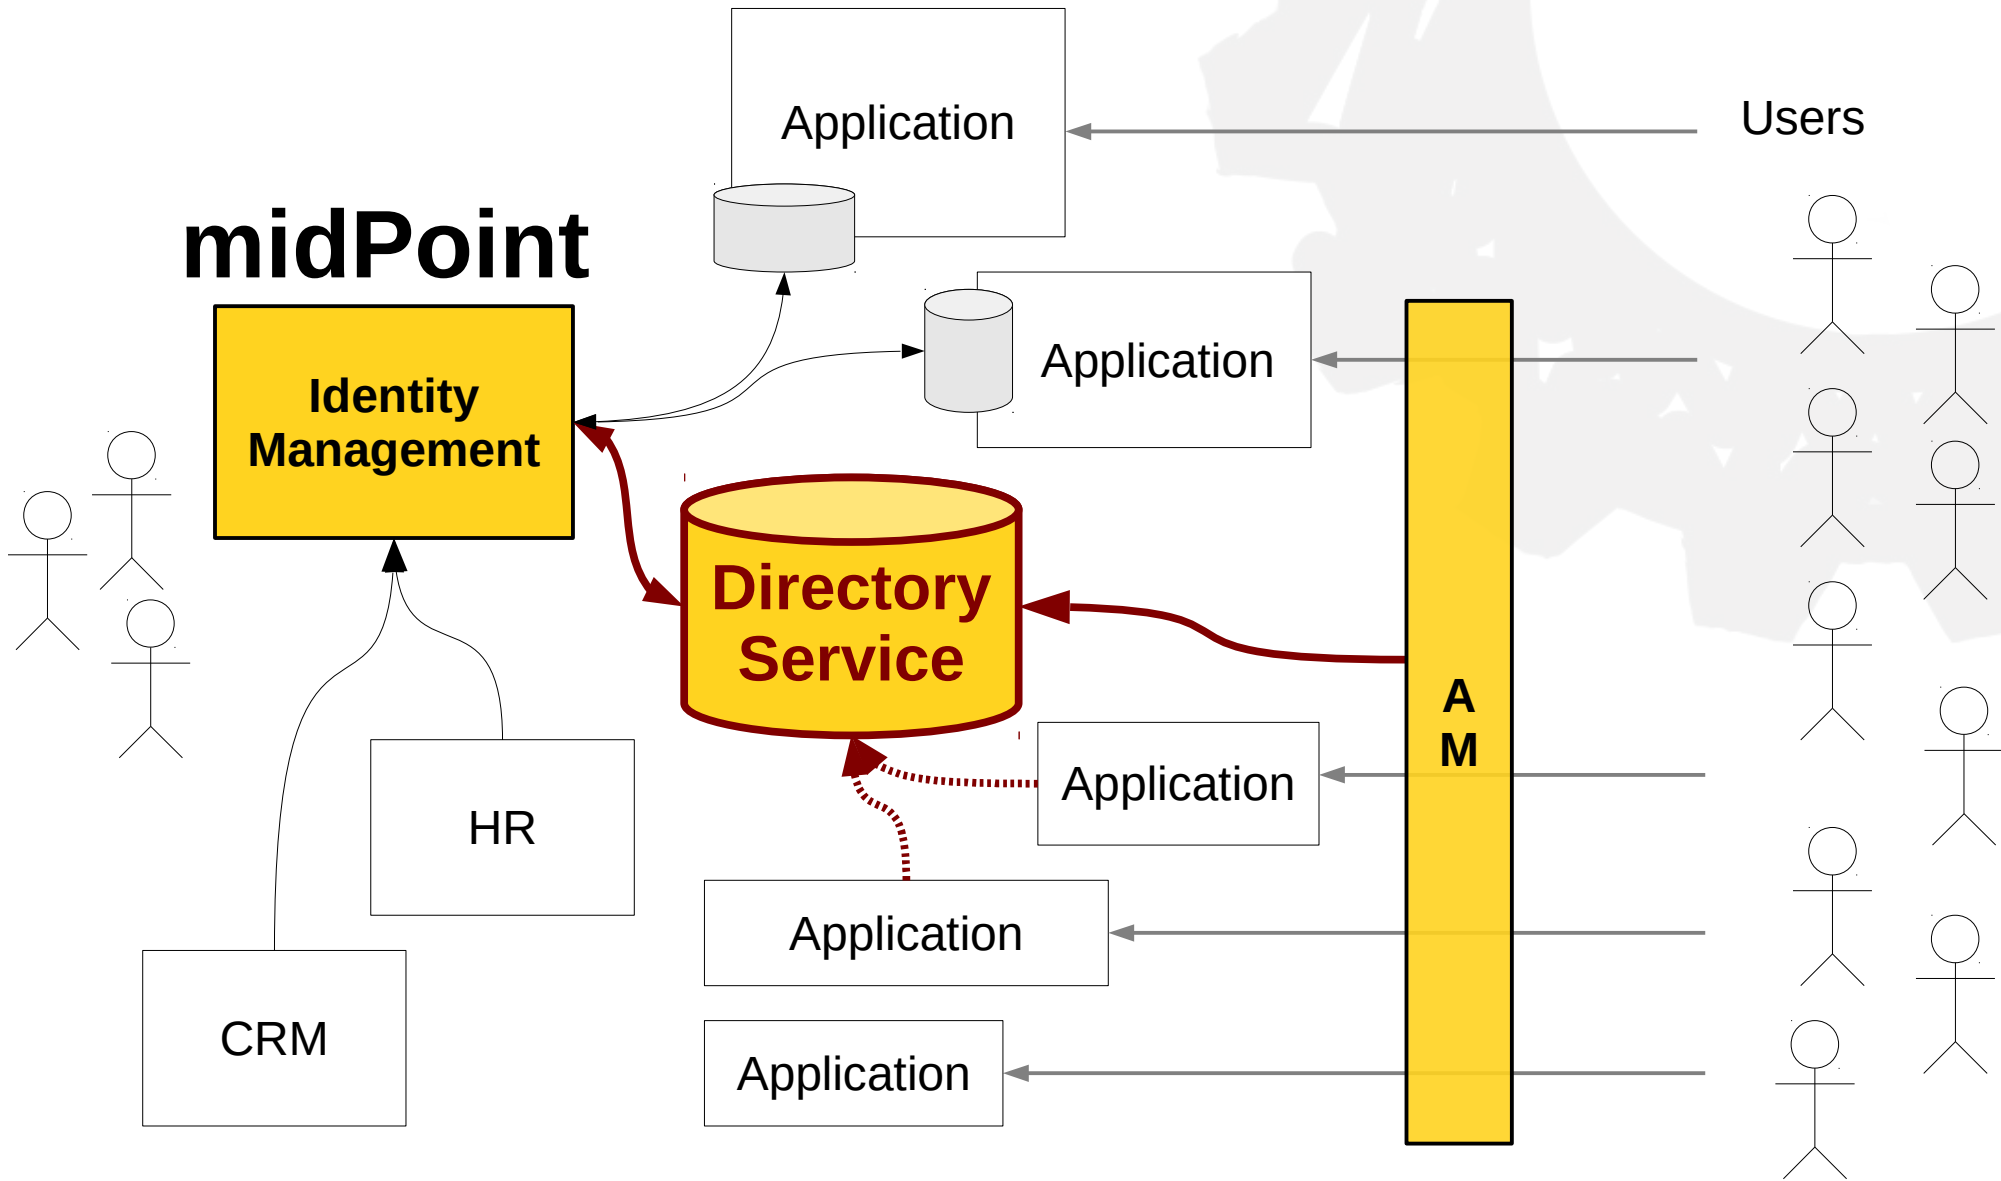 Application
Users
midPoint
Application
Identity
Management
Directory
Service
A
M
Application
HR
Application
CRM
Application